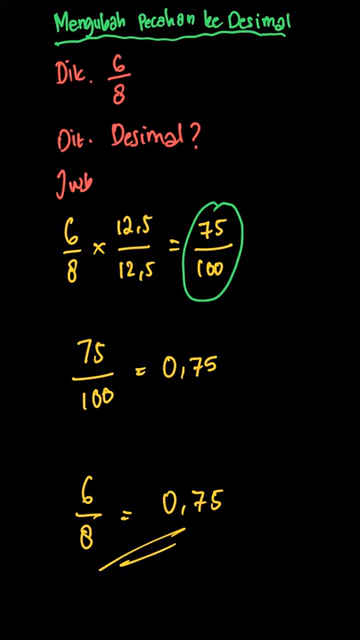 Mengubah Pecahan ke Desimal
Dik. 6/8
Dit. Desimal?
Jwb
6/8 × 12,5/12,5 = 75/100
75/100 = 0,75
6/8 = 0,75